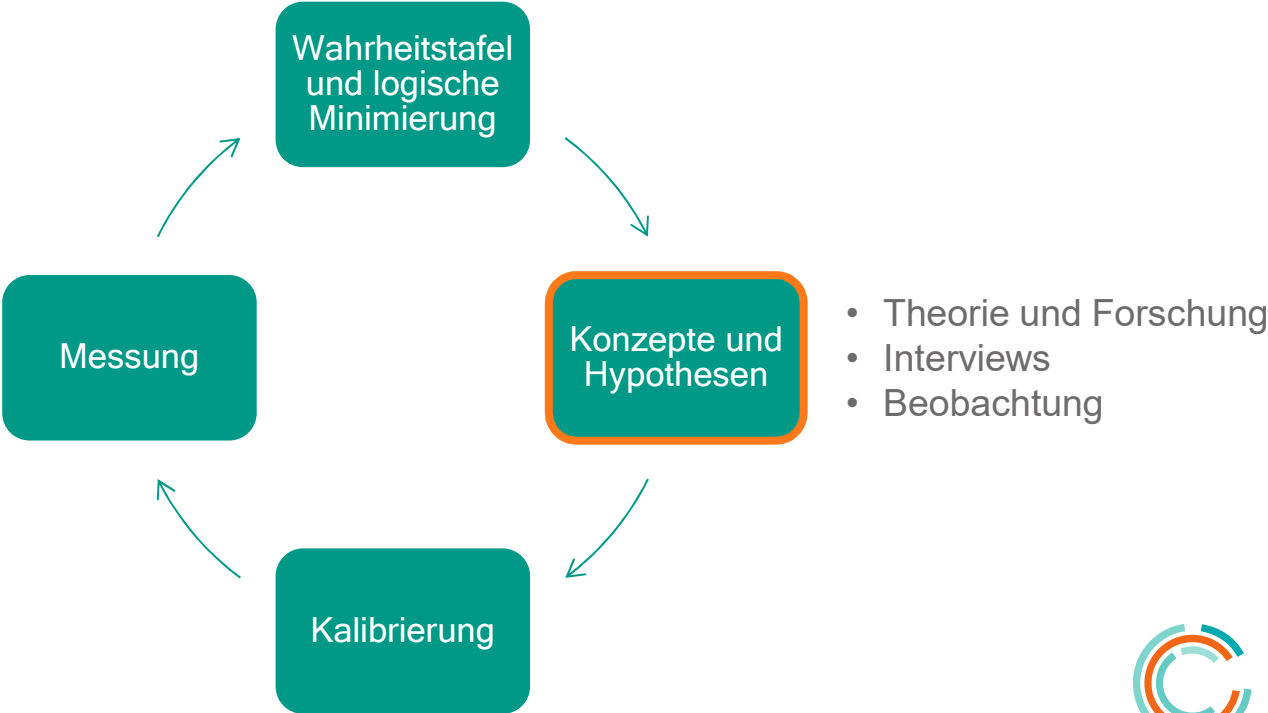 Wahrheitstafel
und logische
Minimierung
Messung
Konzepte und
Hypothesen
• Theorie und Forschung
• Interviews
• Beobachtung
Kalibrierung